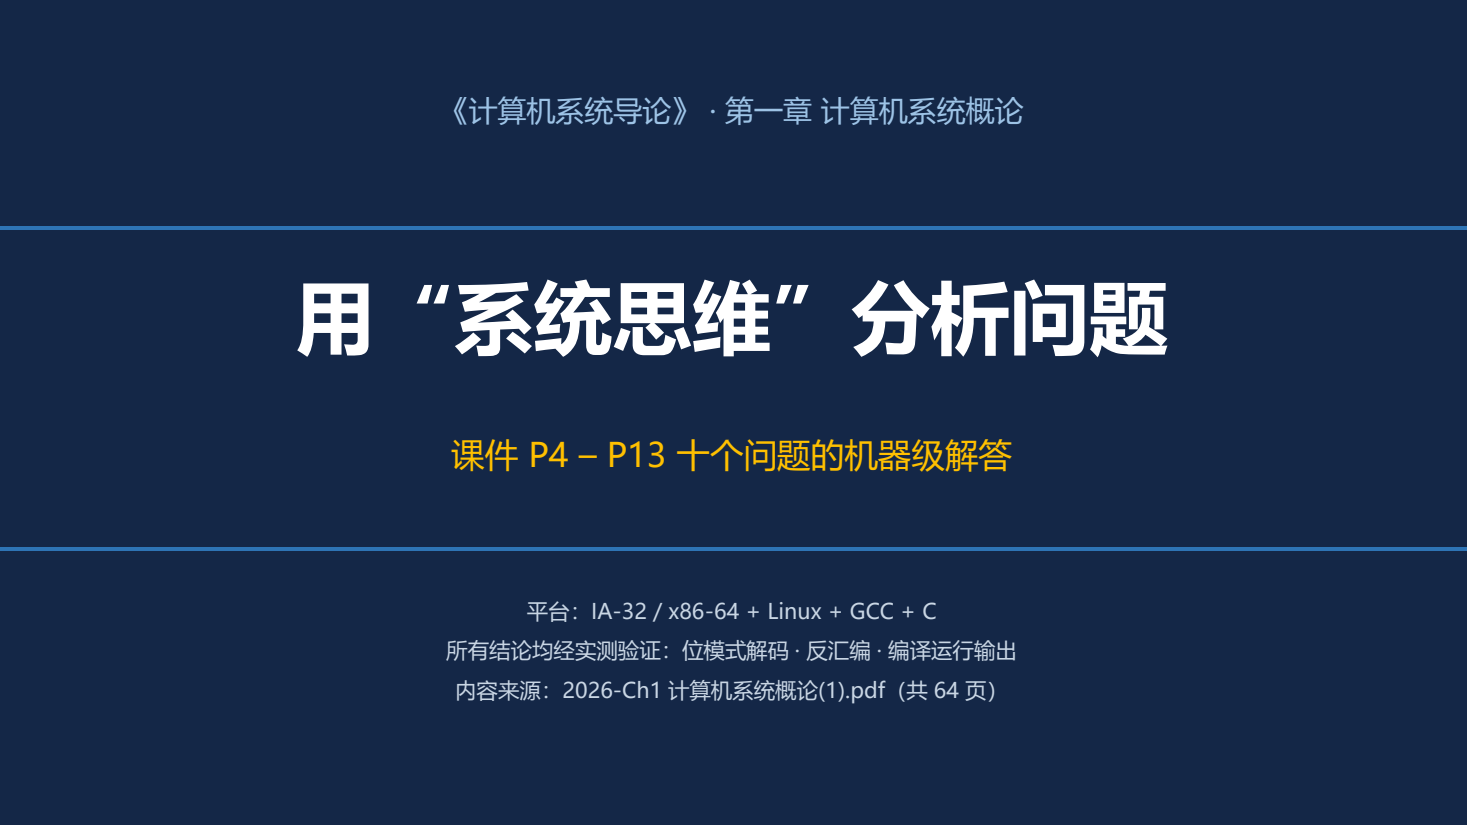 《计算机系统导论》 · 第一章 计算机系统概论
用“系统思维”分析问题
课件 P4 – P13 十个问题的机器级解答
平台：IA-32 / x86-64 + Linux + GCC + C
所有结论均经实测验证：位模式解码 · 反汇编 · 编译运行输出
内容来源：2026-Ch1 计算机系统概论(1).pdf（共 64 页）